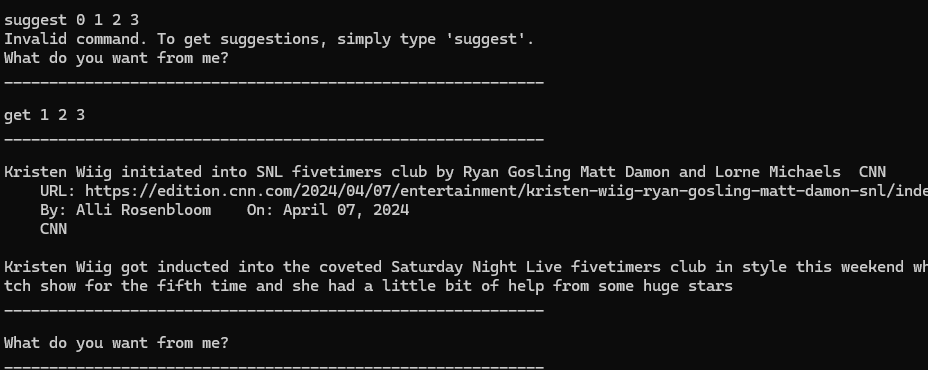 suggest 0 1 2 3
Invalid command. To get suggestions, simply type 'suggest'.
What do you want from me?
____________________________________________________________
get 1 2 3
____________________________________________________________
Kristen Wiig initiated into SNL fivetimers club by Ryan Gosling Matt Damon and Lorne Michaels  CNN
    URL: https://edition.cnn.com/2024/04/07/entertainment/kristen-wiig-ryan-gosling-matt-damon-snl/inde
    By: Alli Rosenbloom    On: April 07, 2024
    CNN
Kristen Wiig got inducted into the coveted Saturday Night Live fivetimers club in style this weekend wh
tch show for the fifth time and she had a little bit of help from some huge stars
____________________________________________________________
What do you want from me?
____________________________________________________________